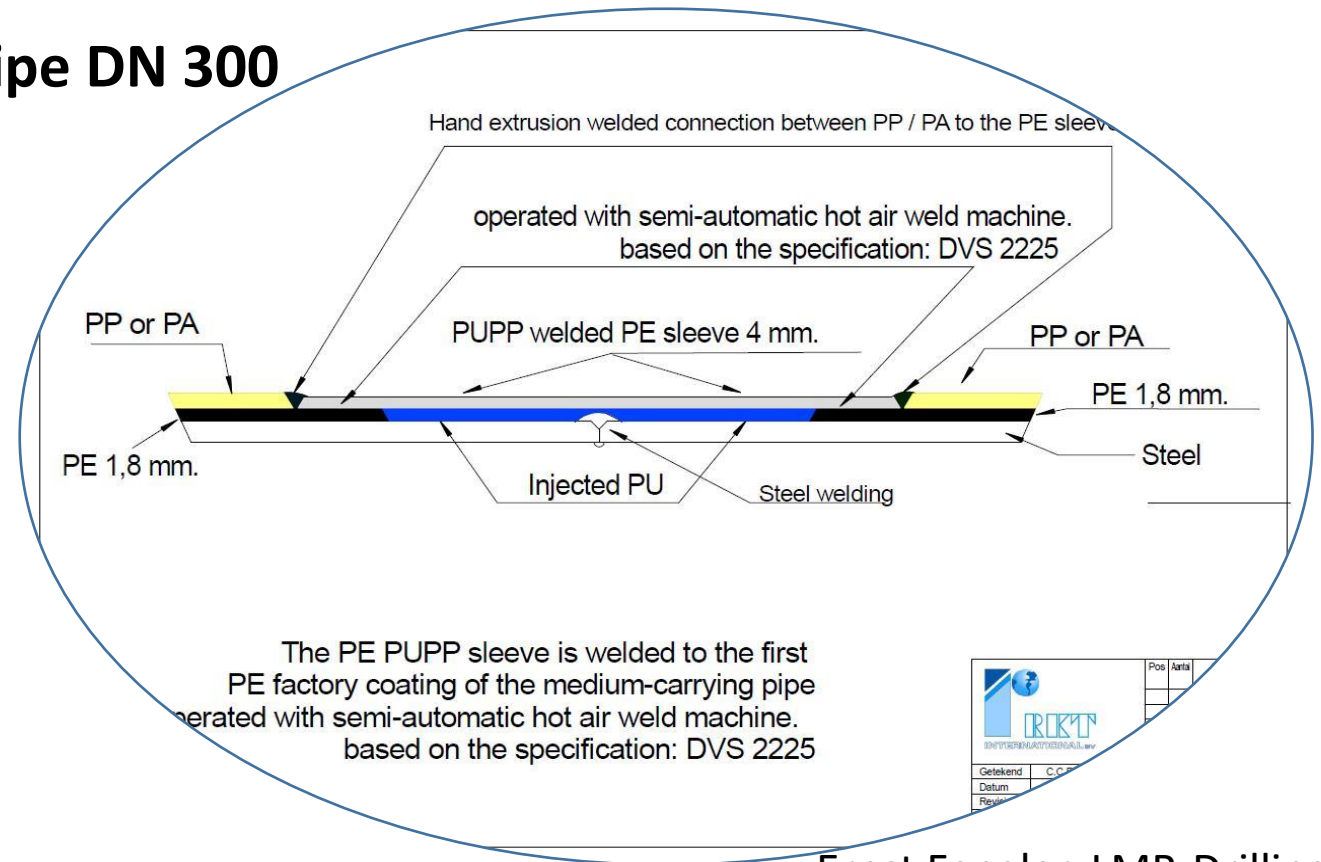 ipe DN 300
Hand extrusion welded connection between PP / PA to the PE sleeve
operated with semi-automatic hot air weld machine.
based on the specification: DVS 2225
PP or PA
PUPP welded PE sleeve 4 mm.
PP or PA
PE 1,8 mm.
PE 1,8 mm.
Steel
Injected PU
Steel welding
The PE PUPP sleeve is welded to the first
PE factory coating of the medium-carrying pipe
perated with semi-automatic hot air weld machine.
based on the specification: DVS 2225
Pos Aantal
RKT
INTERNATIONAL BV
Getekend C.C.
Datum